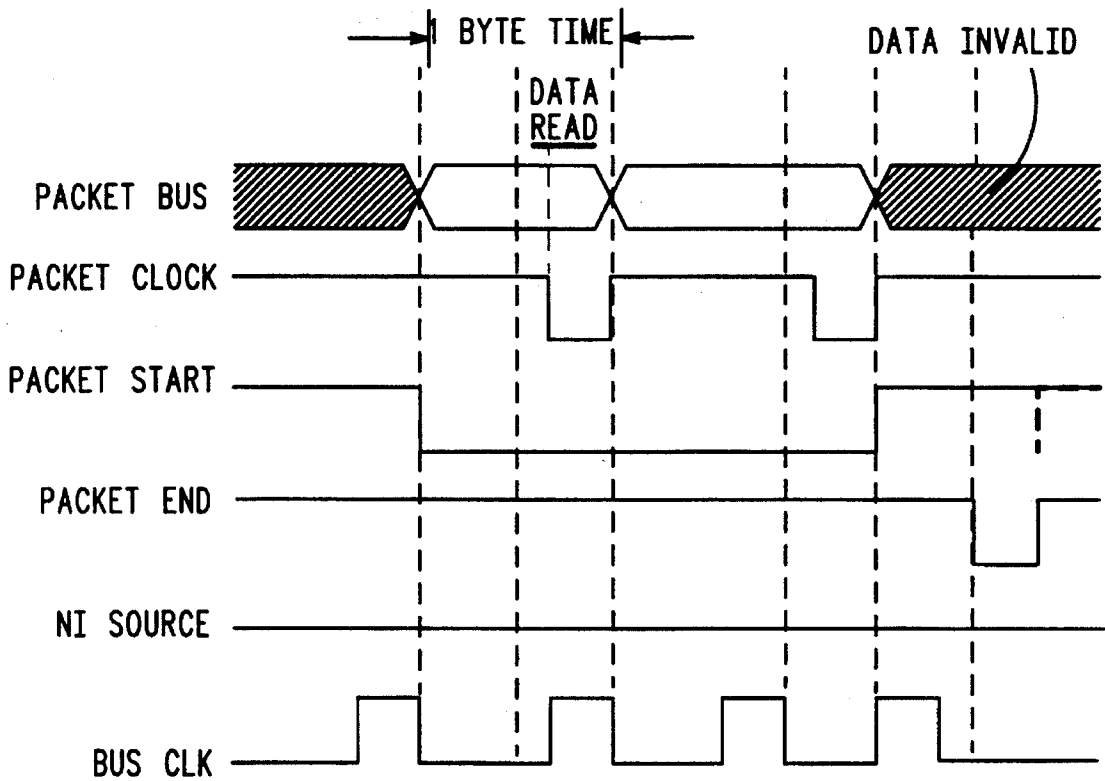 1 BYTE TIME
DATA INVALID
DATA
READ
PACKET BUS
PACKET CLOCK
PACKET START
PACKET END
NI SOURCE
BUS CLK